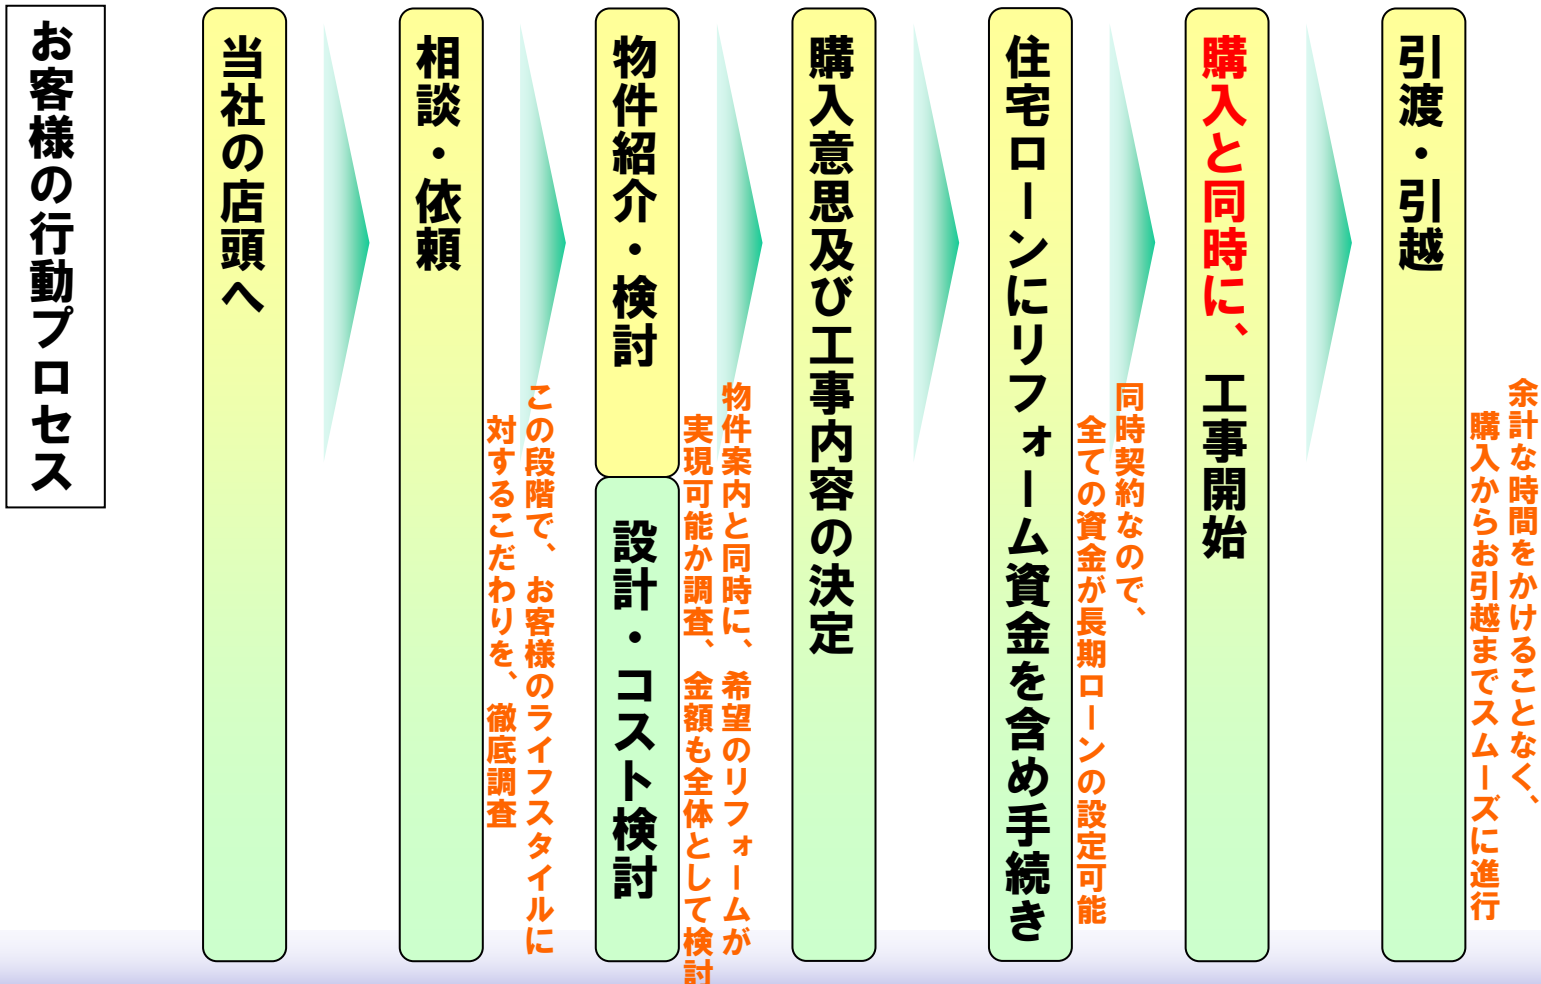 お客様の行動プロセス
当社の店頭へ
相談・依頼
この段階で、お客様のライフスタイルに
対するこだわりを、徹底調査
物件紹介・検討
設計・コスト検討
物件案内と同時に、希望のリフォームが
実現可能か調査、金額も全体として検討
購入意思及び工事内容の決定
住宅ローンにリフォーム資金を含め手続き
同時契約なので、
全ての資金が長期ローンの設定可能
購入と同時に、工事開始
引渡・引越
余計な時間をかけることなく、
購入からお引越までスムーズに進行